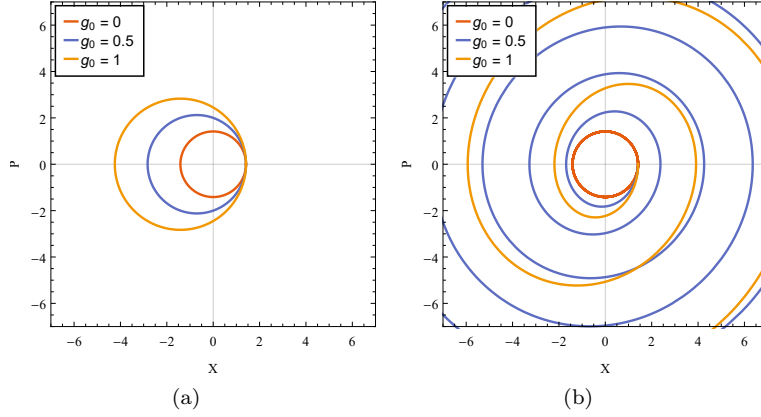 g₀ = 0
g₀ = 0.5
g₀ = 1
6
4
2
0
−2
−4
−6
P
−6 −4 −2 0 2 4 6
X
(a)
g₀ = 0
g₀ = 0.5
g₀ = 1
6
4
2
0
−2
−4
−6
P
−6 −4 −2 0 2 4 6
X
(b)